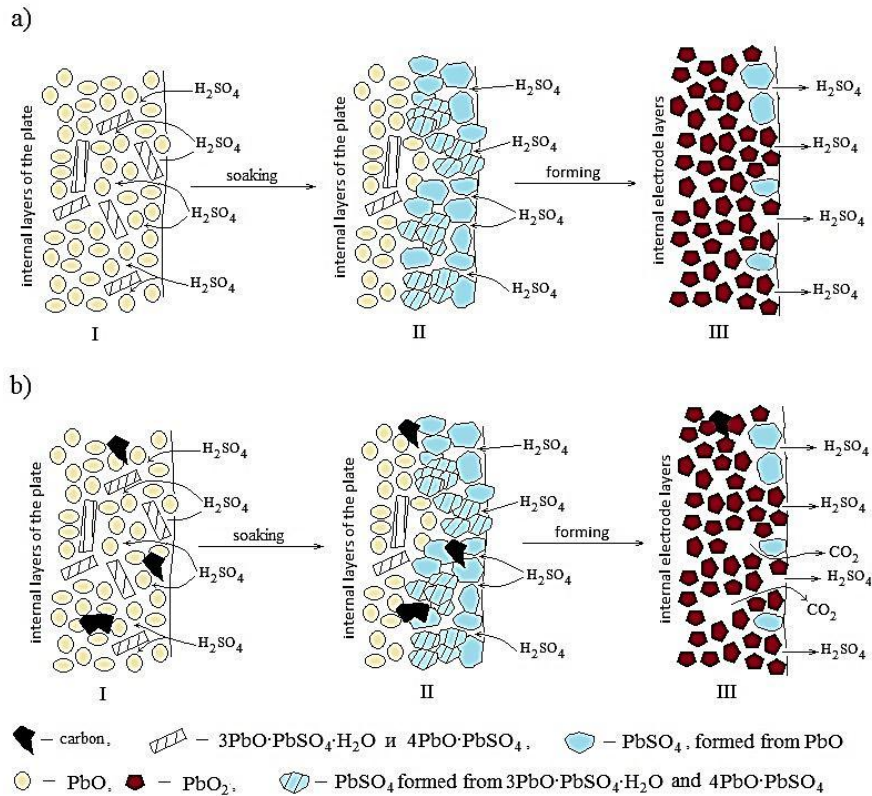 a)
internal layers of the plate
H₂SO₄
H₂SO₄
H₂SO₄
H₂SO₄
I
soaking
internal layers of the plate
H₂SO₄
H₂SO₄
H₂SO₄
H₂SO₄
II
forming
internal electrode layers
H₂SO₄
H₂SO₄
H₂SO₄
H₂SO₄
III
b)
internal layers of the plate
H₂SO₄
H₂SO₄
H₂SO₄
H₂SO₄
I
soaking
internal layers of the plate
H₂SO₄
H₂SO₄
H₂SO₄
H₂SO₄
II
forming
internal electrode layers
H₂SO₄
H₂SO₄
CO₂
H₂SO₄
CO₂
H₂SO₄
III
– carbon, – 3PbO·PbSO₄·H₂O и 4PbO·PbSO₄, – PbSO₄, formed from PbO
– PbO, – PbO₂, – PbSO₄ formed from 3PbO·PbSO₄·H₂O and 4PbO·PbSO₄